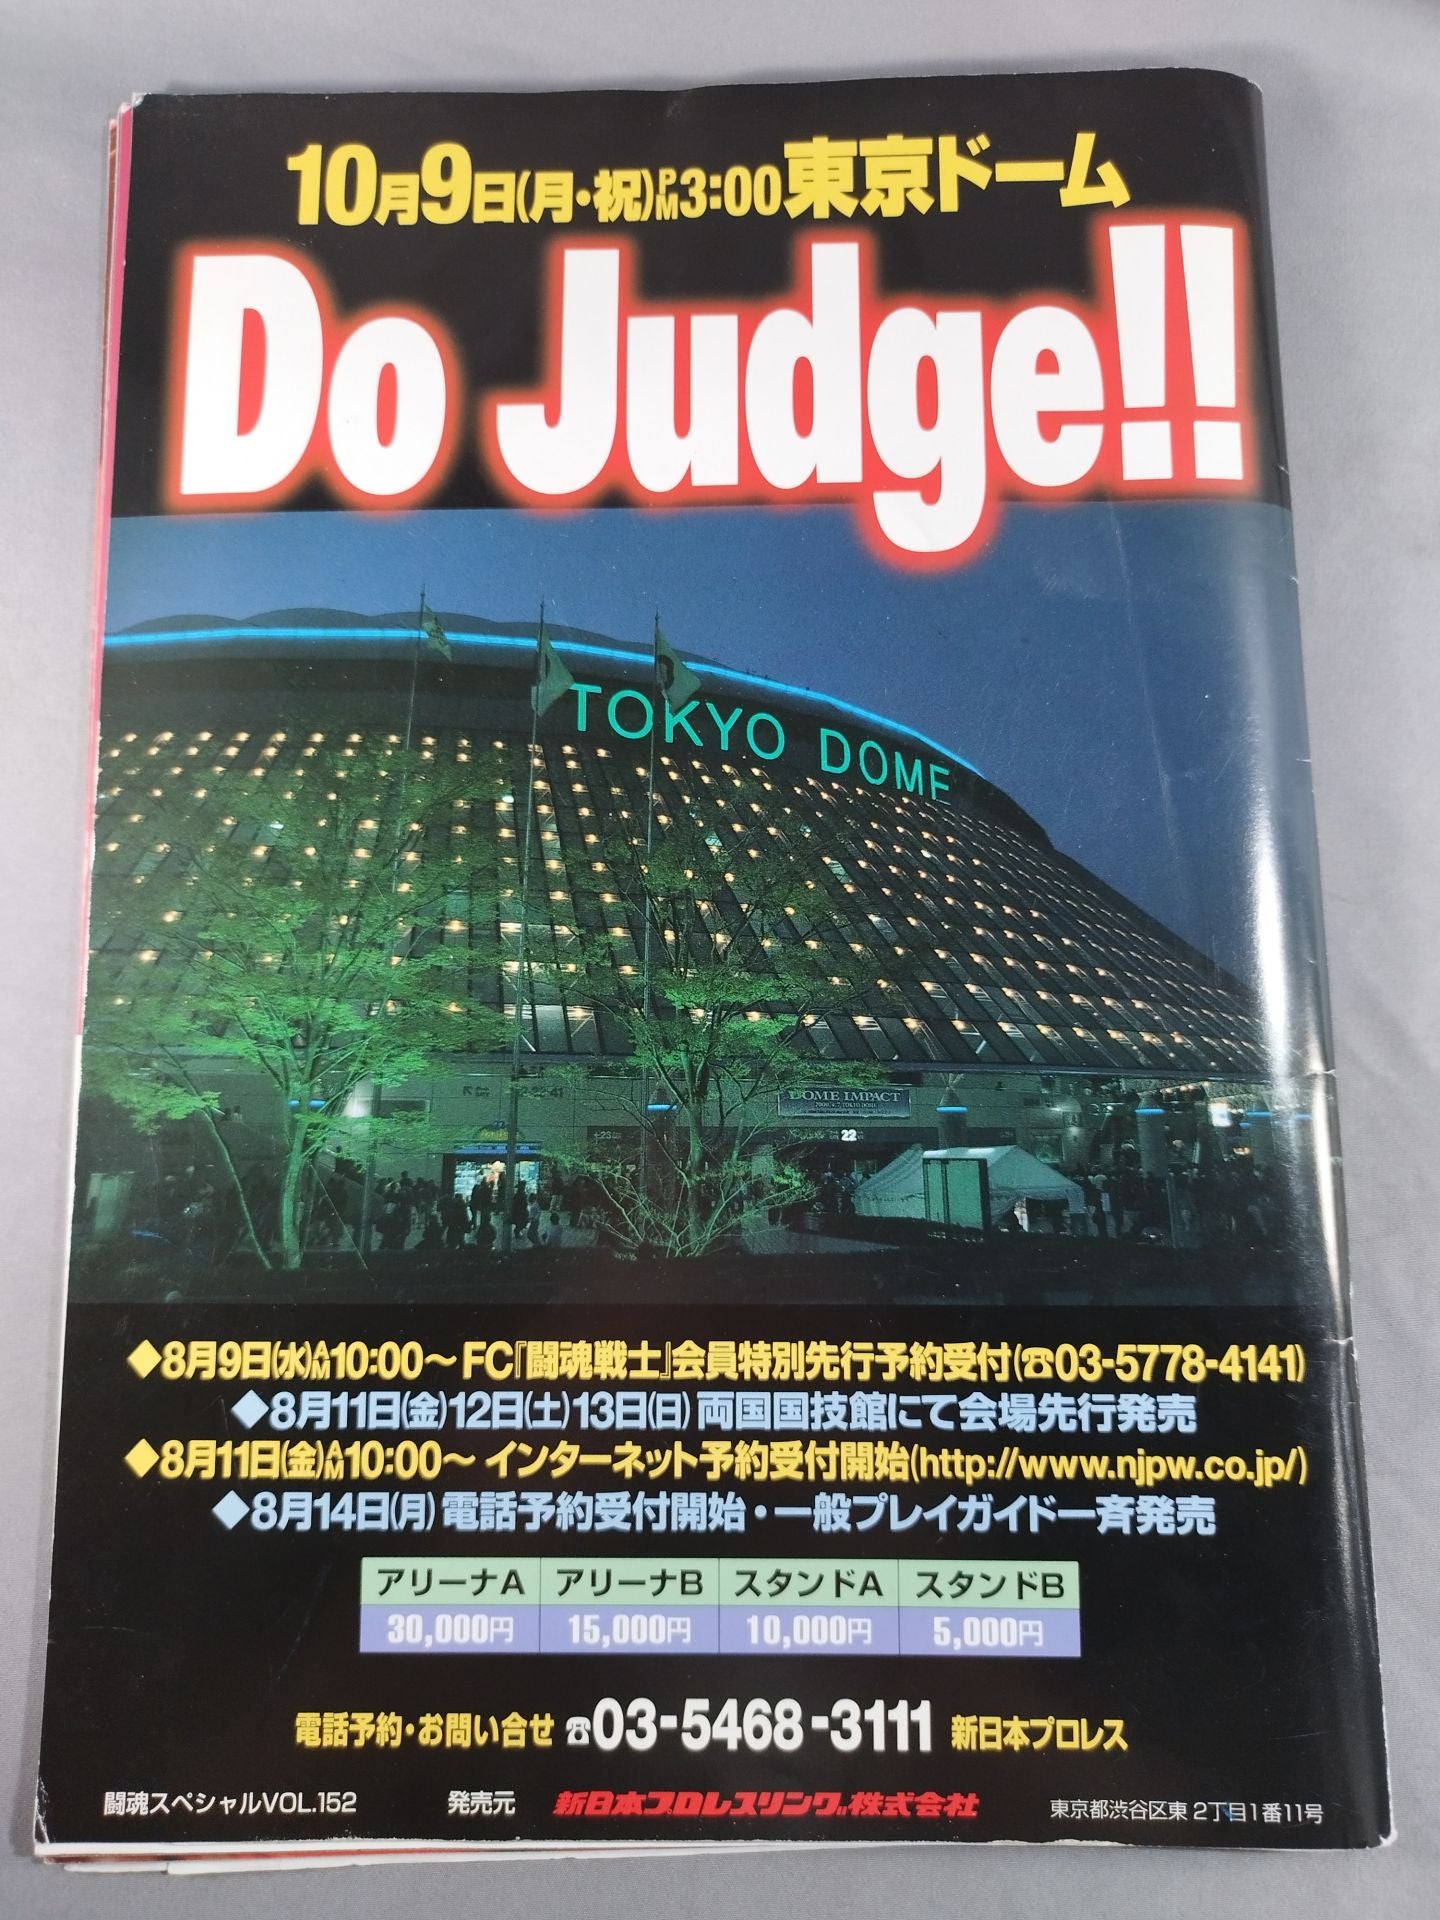 10月9日(月・祝)PM3:00東京ドーム
Do Judge!!
TOKYO DOME
DOME IMPACT
22
◆8月9日(水)AM10:00～ FC『闘魂戦士』会員特別先行予約受付(☎03-5778-4141)
◆8月11日(金)12日(土)13日(日) 両国国技館にて会場先行発売
◆8月11日(金)AM10:00～ インターネット予約受付開始(http://www.njpw.co.jp/)
◆8月14日(月) 電話予約受付開始・一般プレイガイド一斉発売
アリーナA アリーナB スタンドA スタンドB
30,000円 15,000円 10,000円 5,000円
電話予約・お問い合せ ☎03-5468-3111 新日本プロレス
闘魂スペシャルVOL.152 発売元 新日本プロレスリング株式会社 東京都渋谷区東2丁目1番11号